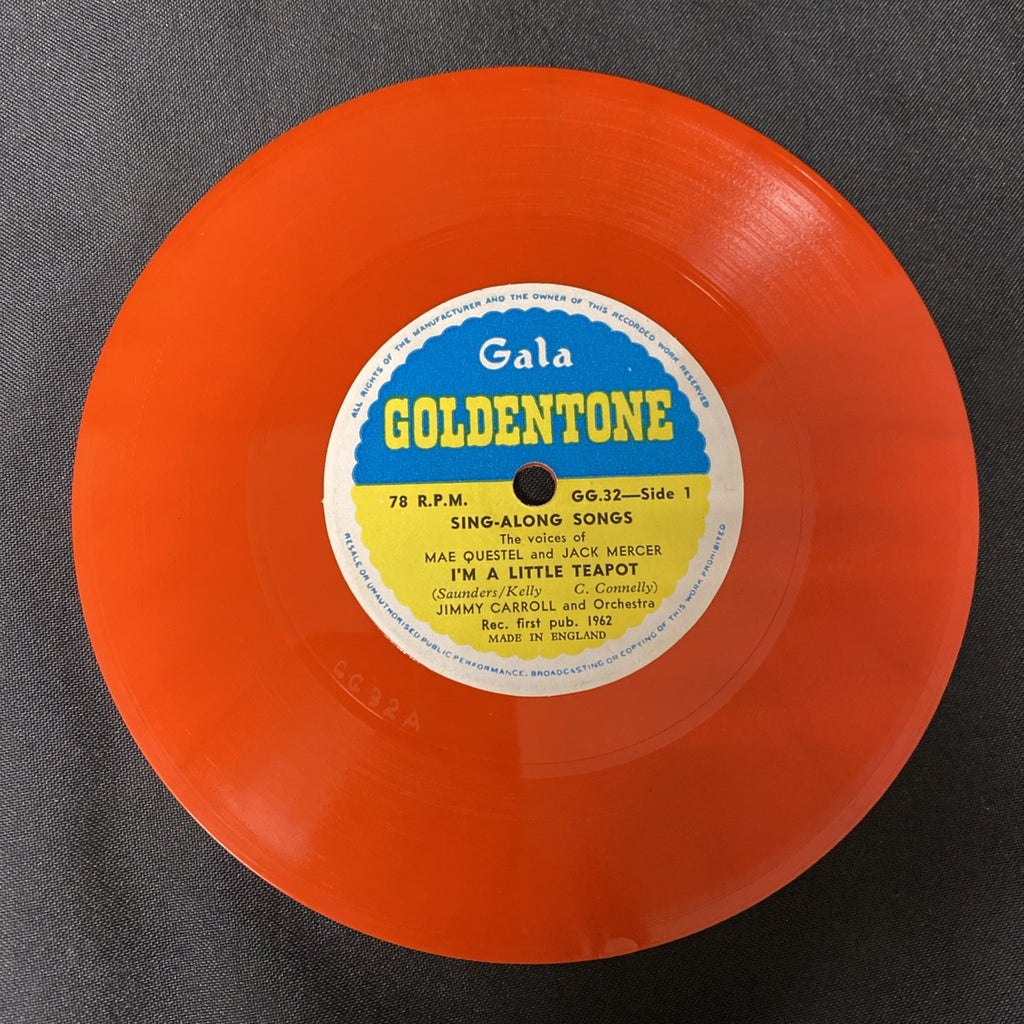 ALL RIGHTS OF THE MANUFACTURER AND THE OWNER OF THIS RECORDED WORK RESERVED
Gala
GOLDENTONE
78 R.P.M. GG.32—Side 1
SING-ALONG SONGS
The voices of
MAE QUESTEL and JACK MERCER
I'M A LITTLE TEAPOT
(Saunders/Kelly C. Connelly)
JIMMY CARROLL and Orchestra
Rec. first pub. 1962
MADE IN ENGLAND
RESALE OR UNAUTHORISED PUBLIC PERFORMANCE, BROADCASTING OR COPYING OF THIS WORK PROHIBITED
GG32A